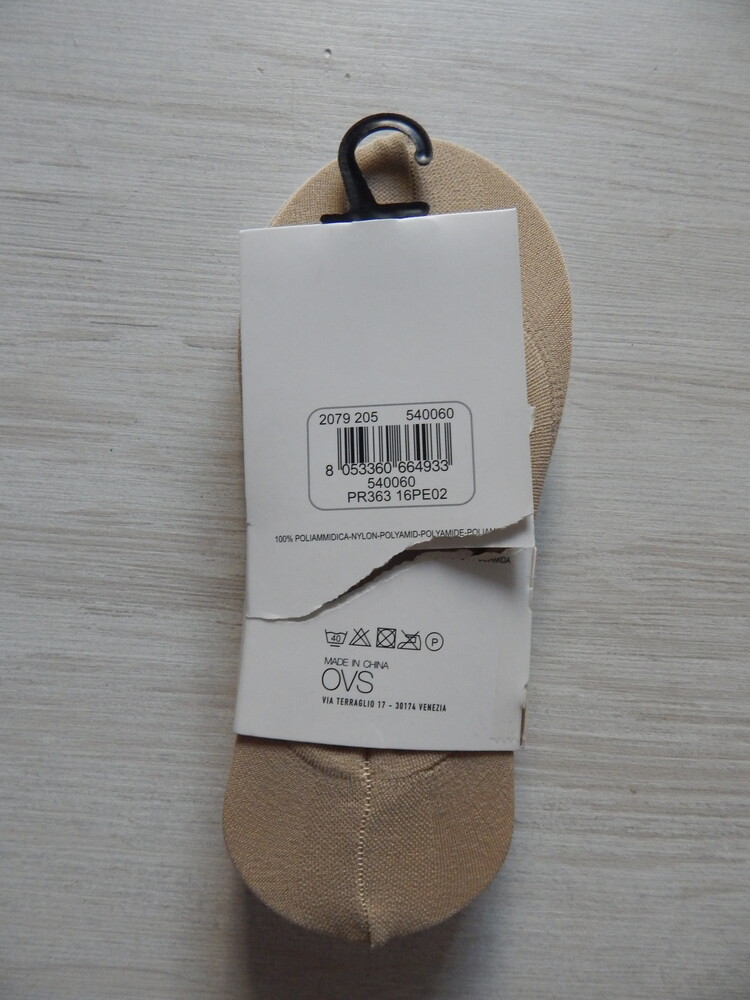 2079 205 540060
8 053360 664933
540060
PR363 16PE02
100% POLIAMMIDICA-NYLON-POLYAMID-POLYAMIDE-
40
P
MADE IN CHINA
OVS
VIA TERRAGLIO 17 - 30174 VENEZIA